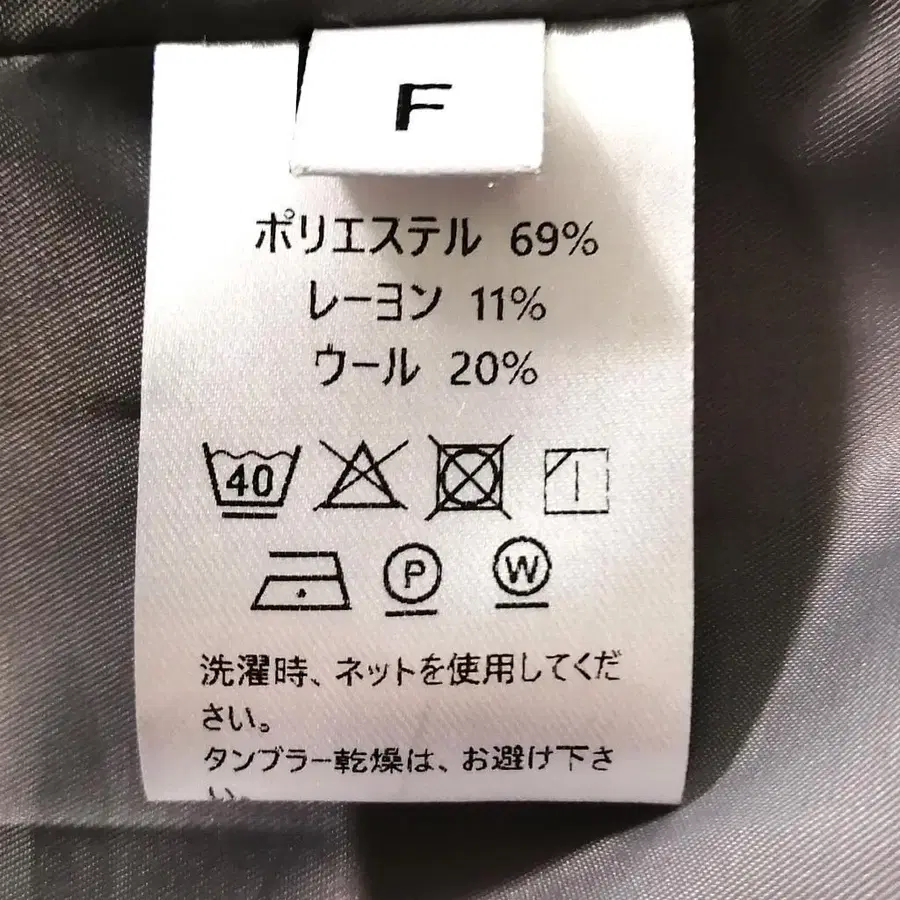 F
ポリエステル 69%
レーヨン 11%
ウール 20%
40
P W
洗濯時、ネットを使用してくだ
さい。
タンブラー乾燥は、お避け下さ
い。